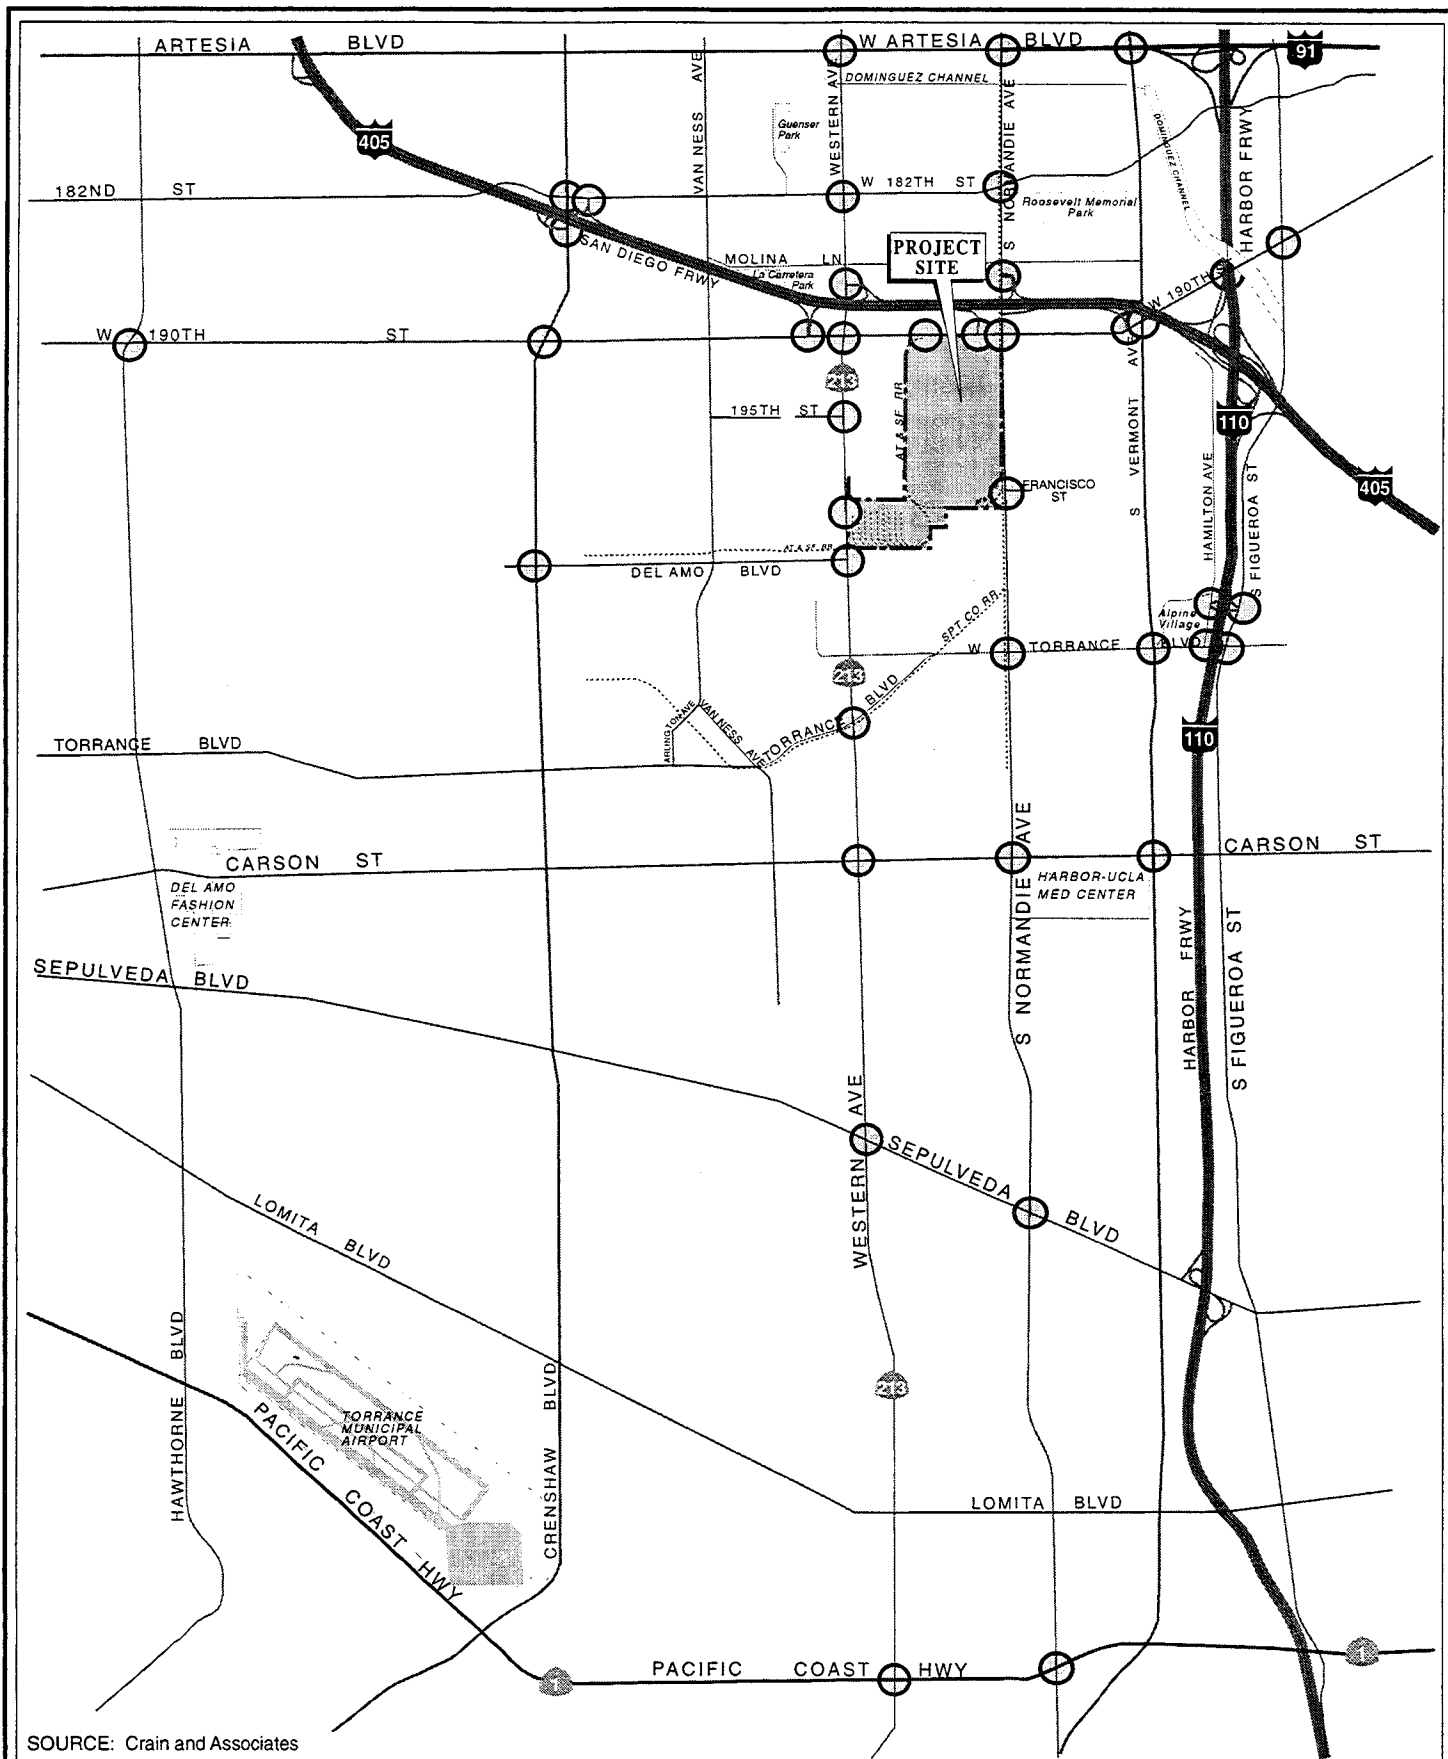 ARTESIA BLVD
W ARTESIA BLVD
91
DOMINGUEZ CHANNEL
VAN NESS AVE
WESTERN AVE
S NORMANDIE AVE
HARBOR FRWY
DOMINGUEZ CHANNEL
Guenser
Park
405
182ND ST
W 182TH ST
Roosevelt Memorial
Park
PROJECT
SITE
SAN DIEGO FRWY
MOLINA LN
La Carretera
Park
W 190TH ST
W 190TH
213
195TH ST
AT & SF RR
S VERMONT AVE
110
405
HAMILTON AVE
S FIGUEROA ST
FRANCISCO
ST
AT & SF RR
DEL AMO BLVD
SPT CO RR
Alpine
Village
W TORRANCE BLVD
213
ARLINGTON AVE
VAN NESS AVE
TORRANCE BLVD
TORRANCE BLVD
110
CARSON ST
CARSON ST
S NORMANDIE AVE
HARBOR-UCLA
MED CENTER
DEL AMO
FASHION
CENTER
HARBOR FRWY
S FIGUEROA ST
SEPULVEDA BLVD
WESTERN AVE
SEPULVEDA BLVD
LOMITA BLVD
HAWTHORNE BLVD
CRENSHAW BLVD
213
TORRANCE
MUNICIPAL
AIRPORT
PACIFIC COAST HWY
LOMITA BLVD
1
PACIFIC COAST HWY
1
SOURCE: Crain and Associates